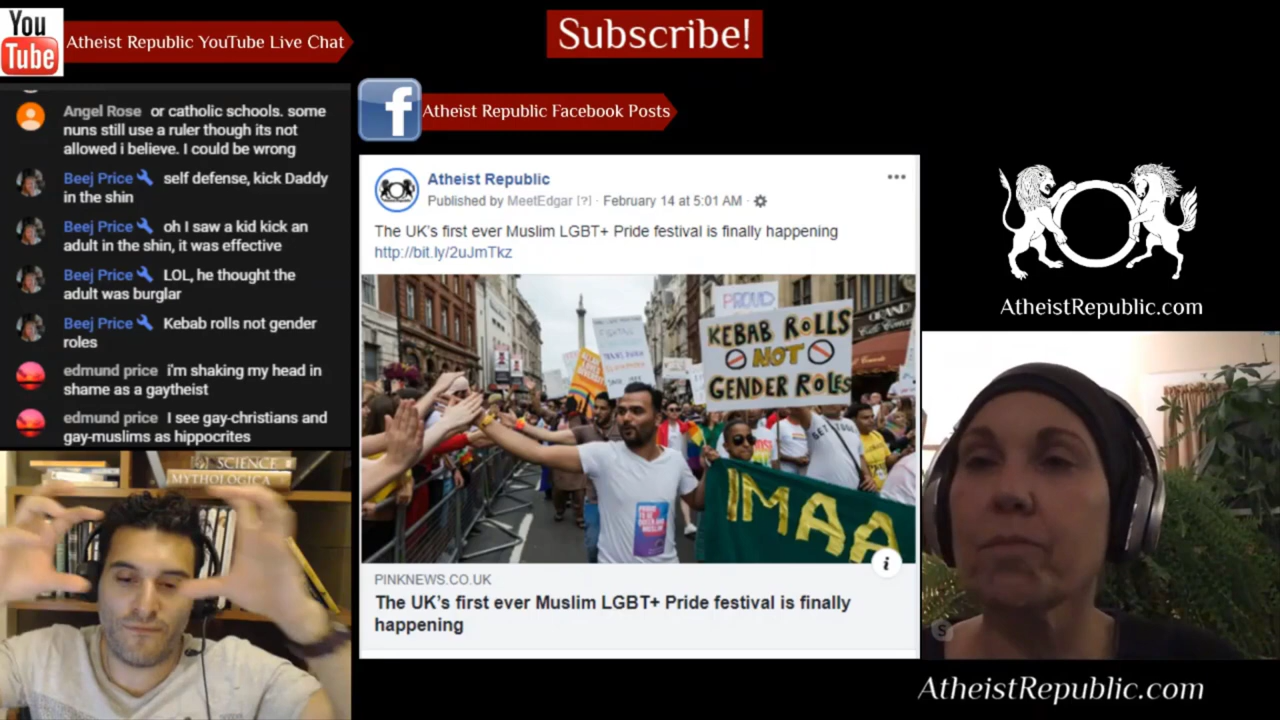 You
Tube
Atheist Republic YouTube Live Chat
Subscribe!
Atheist Republic Facebook Posts
Angel Rose or catholic schools. some
nuns still use a ruler though its not
allowed i believe. I could be wrong
Beej Price self defense, kick Daddy
in the shin
Beej Price oh I saw a kid kick an
adult in the shin, it was effective
Beej Price LOL, he thought the
adult was burglar
Beej Price Kebab rolls not gender
roles
edmund price i'm shaking my head in
shame as a gaytheist
edmund price I see gay-christians and
gay-muslims as hippocrites
SCIENCE
MYTHOLOGICA
f
Atheist Republic
Published by MeetEdgar [?] · February 14 at 5:01 AM ·
The UK's first ever Muslim LGBT+ Pride festival is finally happening
http://bit.ly/2uJmTkz
PROUD
KEBAB ROLLS
NOT
GENDER ROLES
IMAA
i
PINKNEWS.CO.UK
The UK's first ever Muslim LGBT+ Pride festival is finally
happening
AtheistRepublic.com
S
AtheistRepublic.com